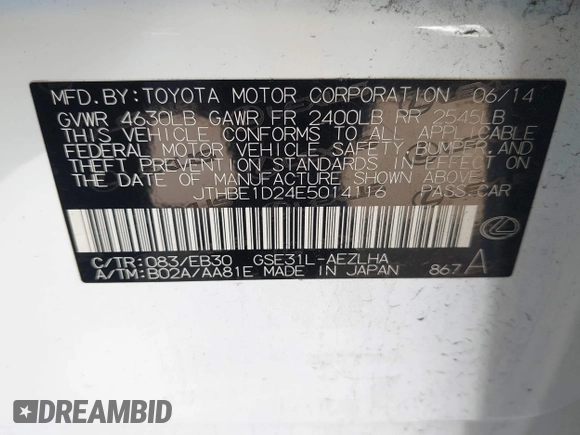 MFD.BY:TOYOTA MOTOR CORPORATION 06/14
GVWR 4630LB GAWR FR 2400LB RR 2545LB
THIS VEHICLE CONFORMS TO ALL APPLICABLE
FEDERAL MOTOR VEHICLE SAFETY, BUMPER, AND
THEFT PREVENTION STANDARDS IN EFFECT ON
THE DATE OF MANUFACTURE SHOWN ABOVE.
JTHBE1D24E5014116 PASS.CAR
C/TR:083/EB30 GSE31L-AEZLHA
A/TM:B02A/AA81E MADE IN JAPAN 867 A
DREAMBID